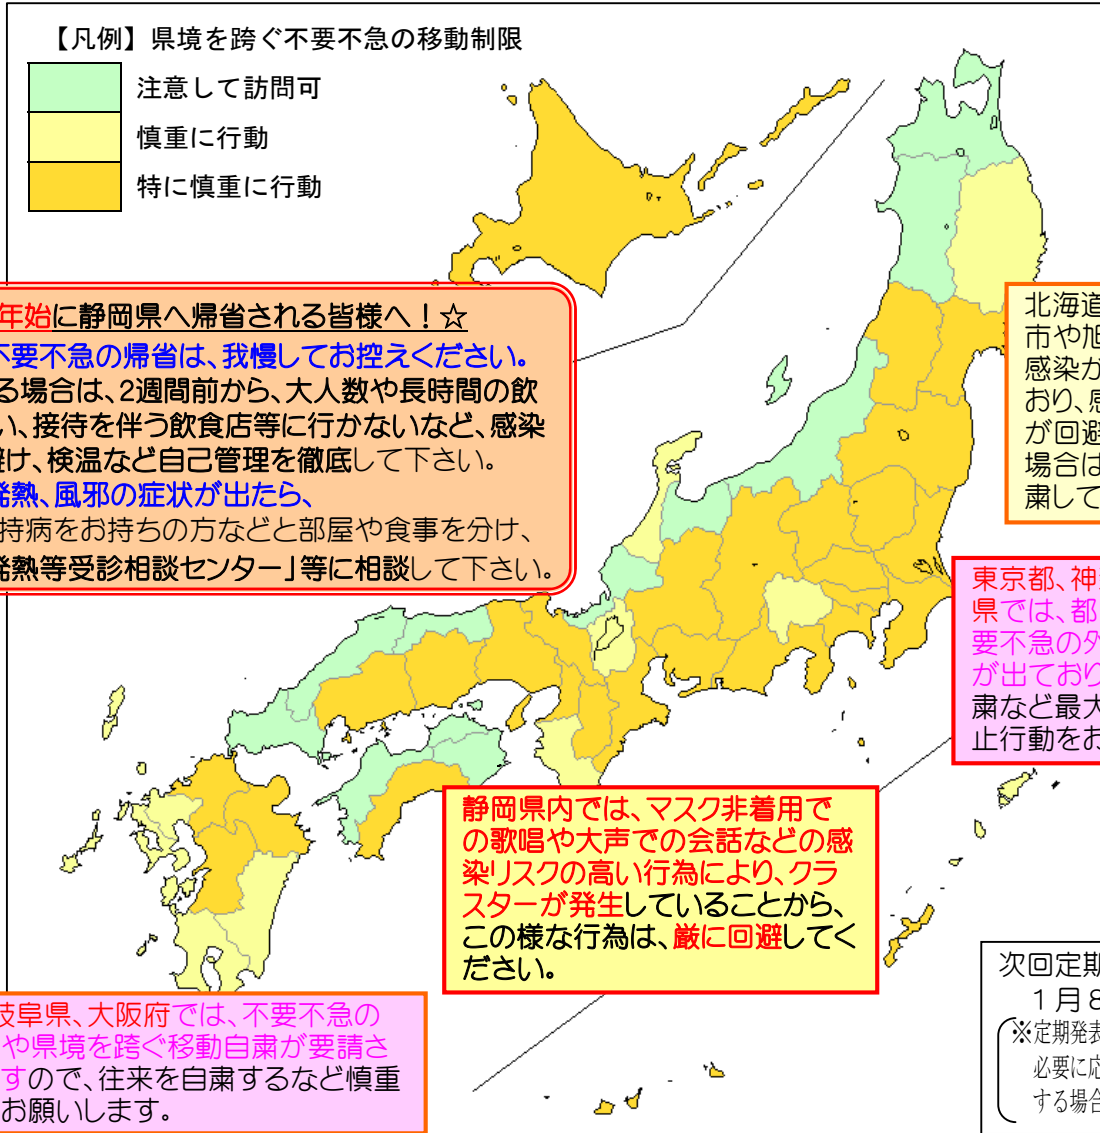 【凡例】県境を跨ぐ不要不急の移動制限
注意して訪問可
慎重に行動
特に慎重に行動
年始に静岡県へ帰省される皆様へ！☆
不要不急の帰省は、我慢してお控えください。
る場合は、2週間前から、大人数や長時間の飲
い、接待を伴う飲食店等に行かないなど、感染
避け、検温など自己管理を徹底して下さい。
発熱、風邪の症状が出たら、
持病をお持ちの方などと部屋や食事を分け、
発熱等受診相談センター」等に相談して下さい。
北海道
市や旭
感染が
おり、感
が回避
場合は
粛して
東京都、神
県では、都
要不急の外
が出ており
粛など最大
止行動をお
静岡県内では、マスク非着用で
の歌唱や大声での会話などの感
染リスクの高い行為により、クラ
スターが発生していることから、
この様な行為は、厳に回避してく
ださい。
岐阜県、大阪府では、不要不急の
や県境を跨ぐ移動自粛が要請さ
すので、往来を自粛するなど慎重
お願いします。
次回定期
１月８
※定期発表
必要に応
する場合